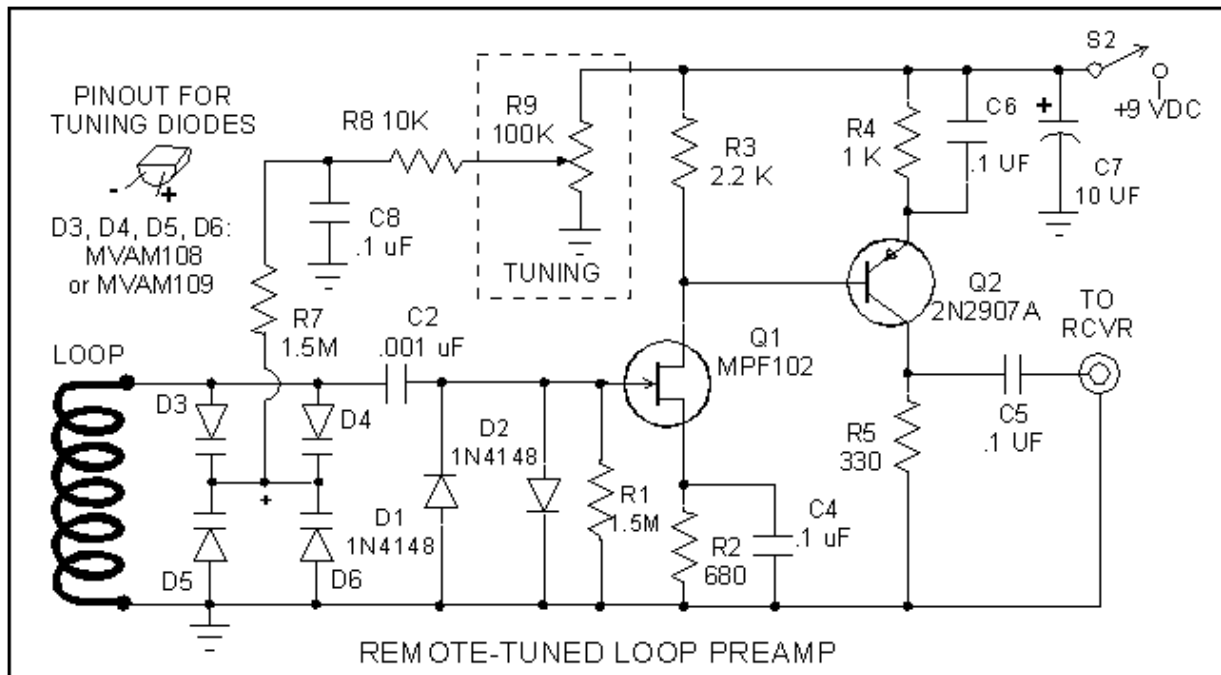 PINOUT FOR
TUNING DIODES
-
+
D3, D4, D5, D6:
MVAM108
or MVAM109
R8 10K
R9
100K
TUNING
C8
.1 uF
R7
1.5M
R3
2.2 K
R4
1 K
C6
.1 UF
+
C7
10 UF
S2
+9 VDC
Q2
2N2907A
TO
RCVR
Q1
MPF102
C2
.001 uF
LOOP
D3
D4
D2
1N4148
D1
1N4148
+
D5
D6
R1
1.5M
R2
680
C4
.1 uF
R5
330
C5
.1 UF
REMOTE-TUNED LOOP PREAMP